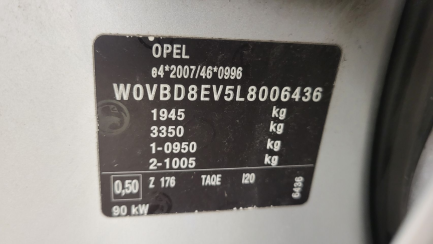 OPEL
e4*2007/46*0996
W0VBD8EV5L8006436
1945 kg
3350 kg
1-0950 kg
2-1005 kg
0,50 Z 176 TAQE I20
6436
90 kW